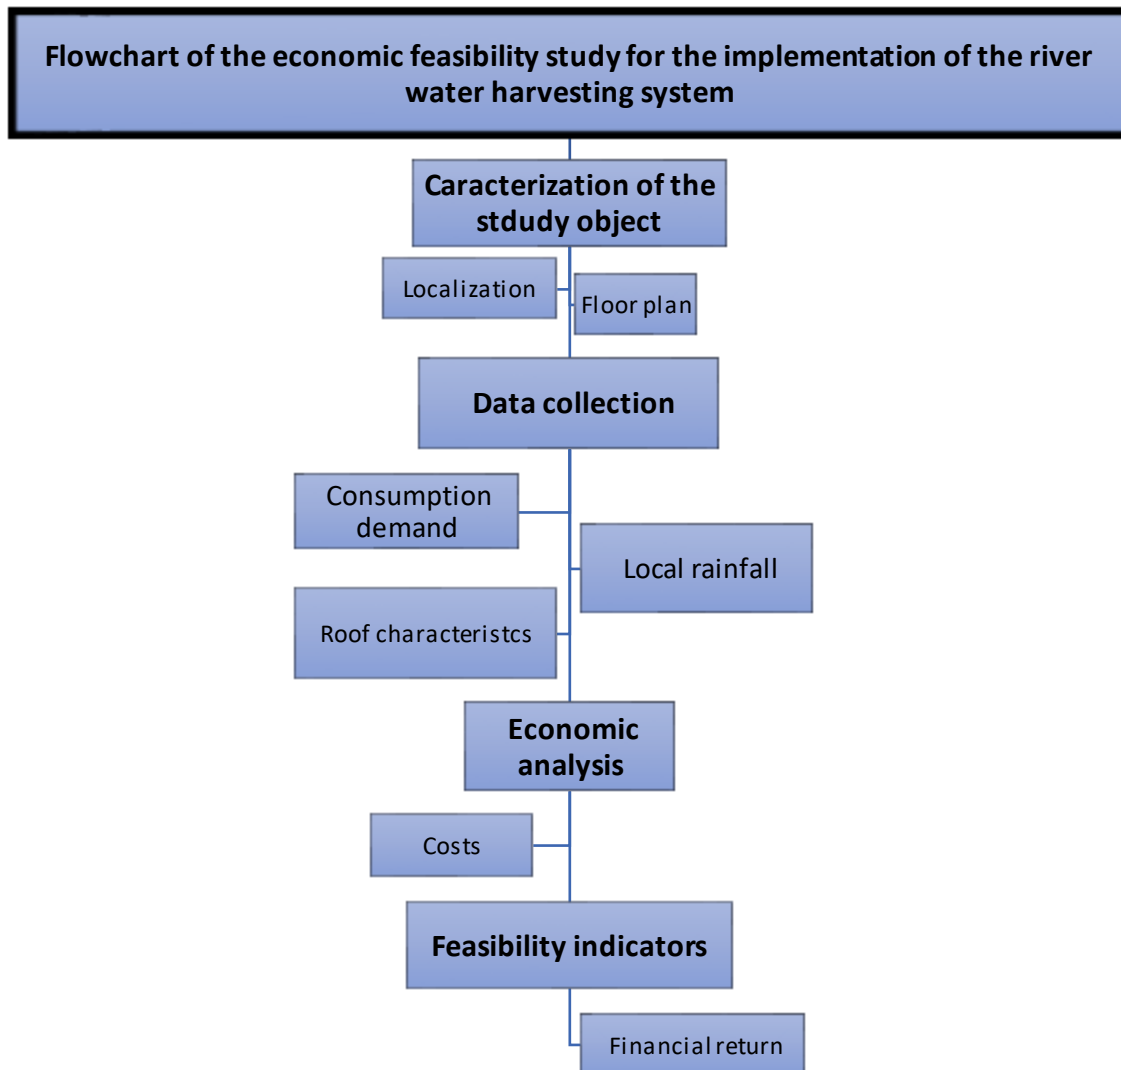 Flowchart of the economic feasibility study for the implementation of the river
water harvesting system
Caracterization of the
stdudy object
Localization
Floor plan
Data collection
Consumption
demand
Local rainfall
Roof characteristcs
Economic
analysis
Costs
Feasibility indicators
Financial return